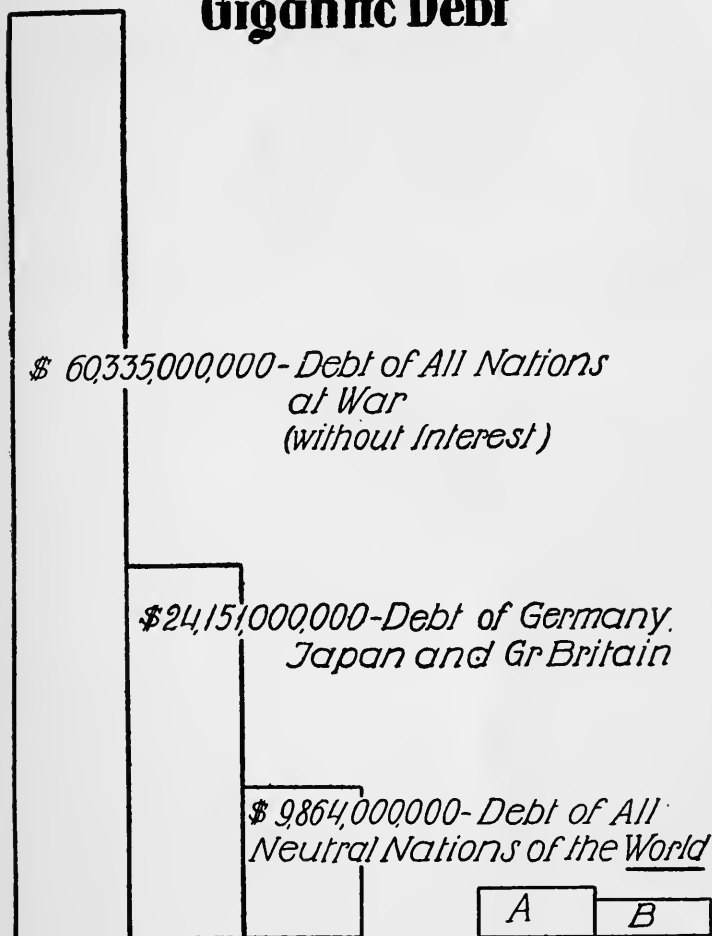 Gigantic Debt
$ 60,335,000,000 - Debt of All Nations
at War
(without Interest)
$24,151,000,000 - Debt of Germany,
Japan and Gr Britain
$ 9,864,000,000 - Debt of All
Neutral Nations of the World
A
B